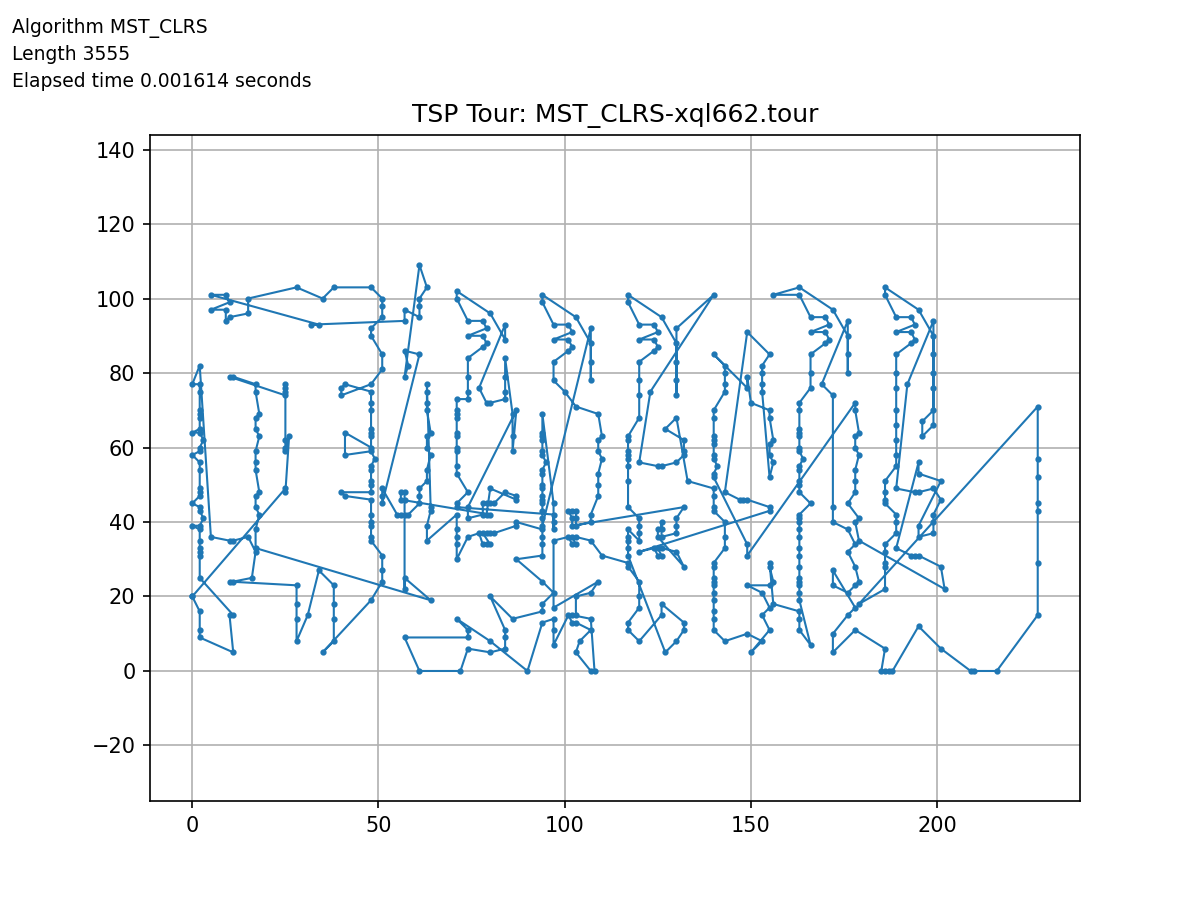 Algorithm MST_CLRS
Length 3555
Elapsed time 0.001614 seconds
TSP Tour: MST_CLRS-xql662.tour
140
120
100
80
60
40
20
0
−20
0 50 100 150 200